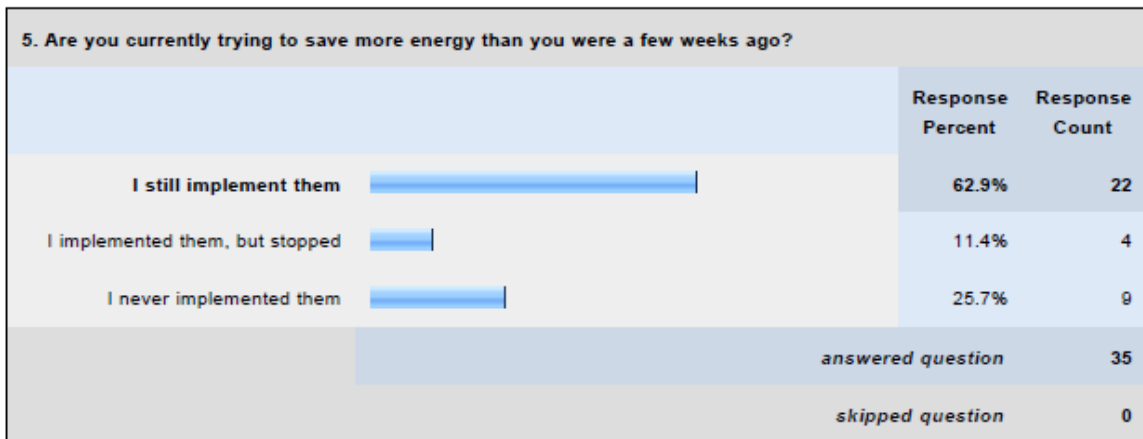 5. Are you currently trying to save more energy than you were a few weeks ago?
Response Percent Response Count
I still implement them 62.9% 22
I implemented them, but stopped 11.4% 4
I never implemented them 25.7% 9
answered question 35
skipped question 0